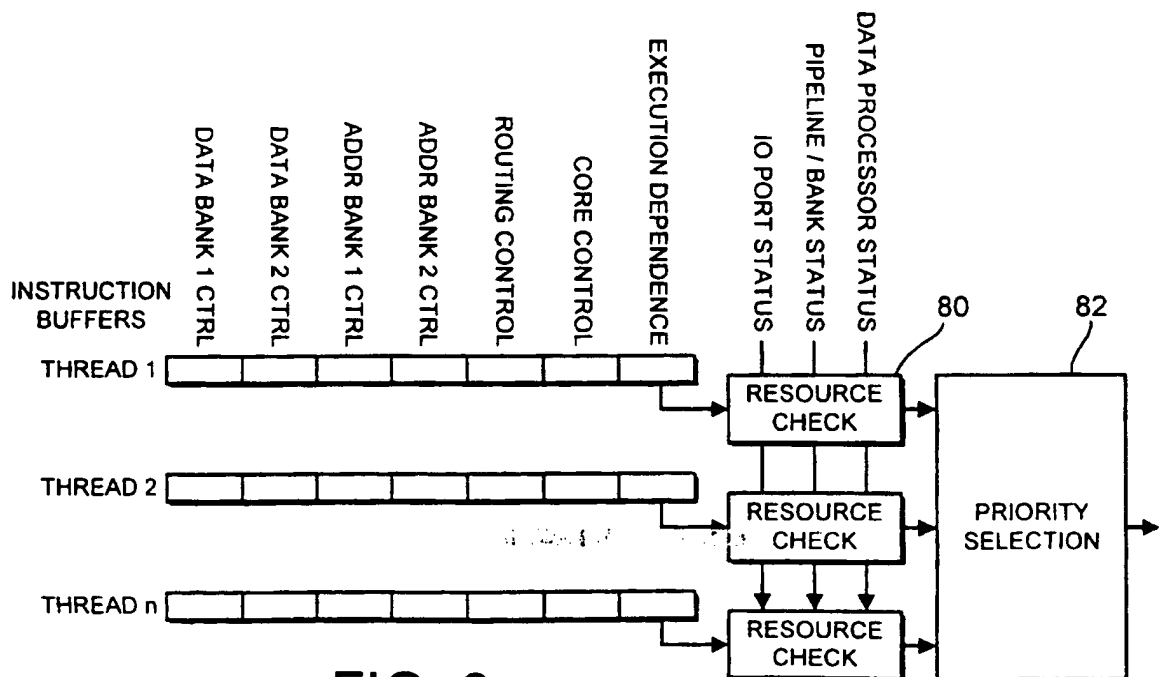 DATA BANK 1 CTRL
DATA BANK 2 CTRL
ADDR BANK 1 CTRL
ADDR BANK 2 CTRL
ROUTING CONTROL
CORE CONTROL
EXECUTION DEPENDENCE
IO PORT STATUS
PIPELINE / BANK STATUS
DATA PROCESSOR STATUS
INSTRUCTION
BUFFERS
80
82
THREAD 1
RESOURCE
CHECK
THREAD 2
RESOURCE
CHECK
PRIORITY
SELECTION
THREAD n
RESOURCE
CHECK